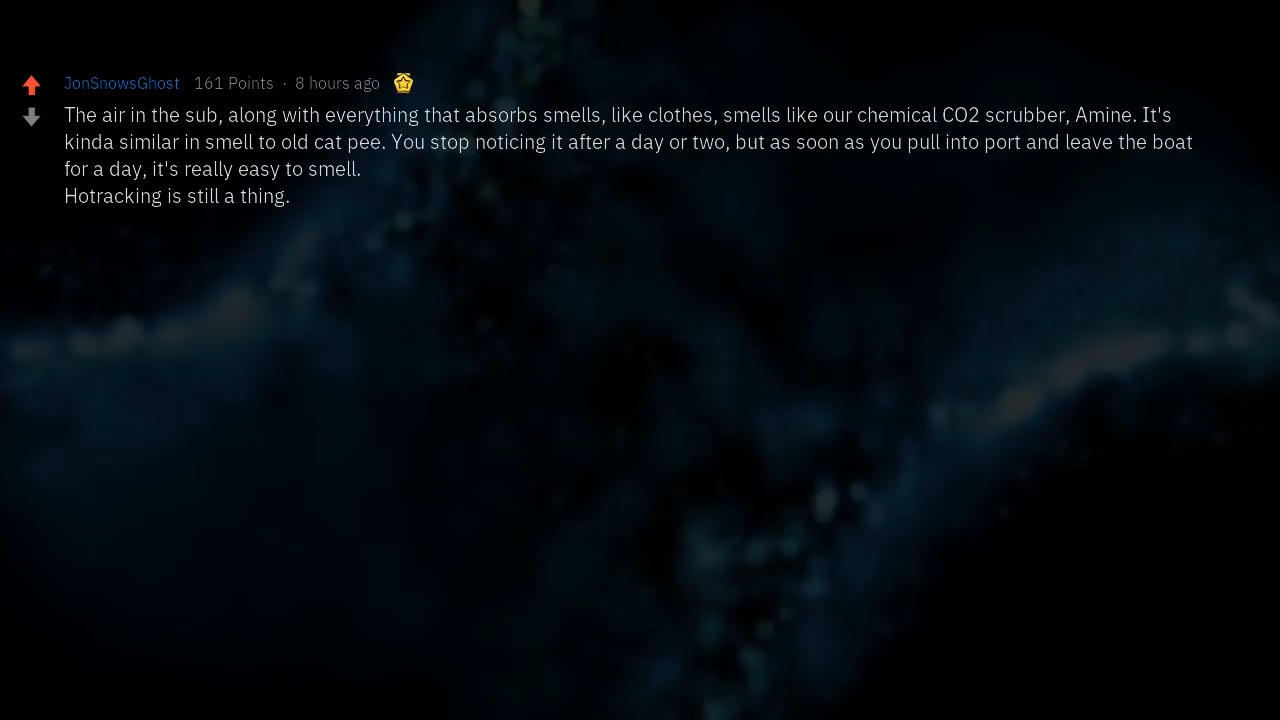 JonSnowsGhost 161 Points · 8 hours ago
The air in the sub, along with everything that absorbs smells, like clothes, smells like our chemical CO2 scrubber, Amine. It's
kinda similar in smell to old cat pee. You stop noticing it after a day or two, but as soon as you pull into port and leave the boat
for a day, it's really easy to smell.
Hotracking is still a thing.